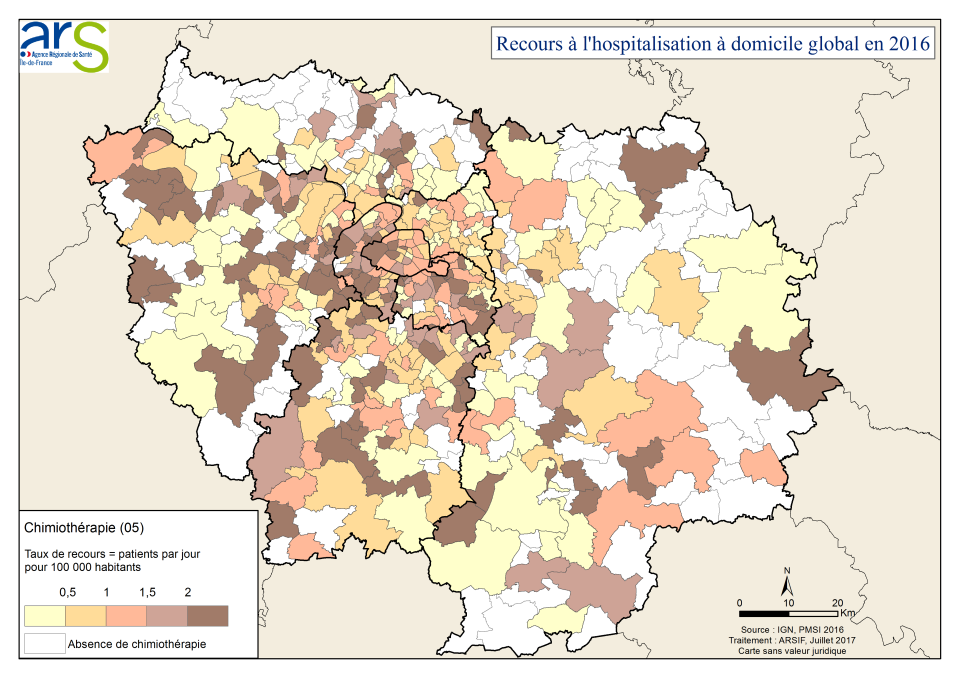 ars
Agence Régionale de Santé
Île-de-France
Recours à l'hospitalisation à domicile global en 2016
Chimiothérapie (05)
Taux de recours = patients par jour
pour 100 000 habitants
0,5 1 1,5 2
Absence de chimiothérapie
N
0 10 20
Km
Source : IGN, PMSI 2016
Traitement : ARSIF, Juillet 2017
Carte sans valeur juridique